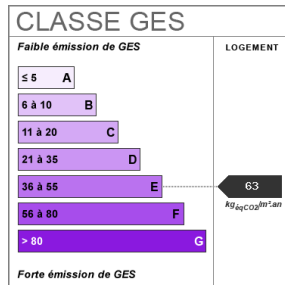 CLASSE GES
Faible émission de GES
LOGEMENT
≤ 5 A
6 à 10 B
11 à 20 C
21 à 35 D
36 à 55 E
63
kgéqCO2/m².an
56 à 80 F
> 80 G
Forte émission de GES